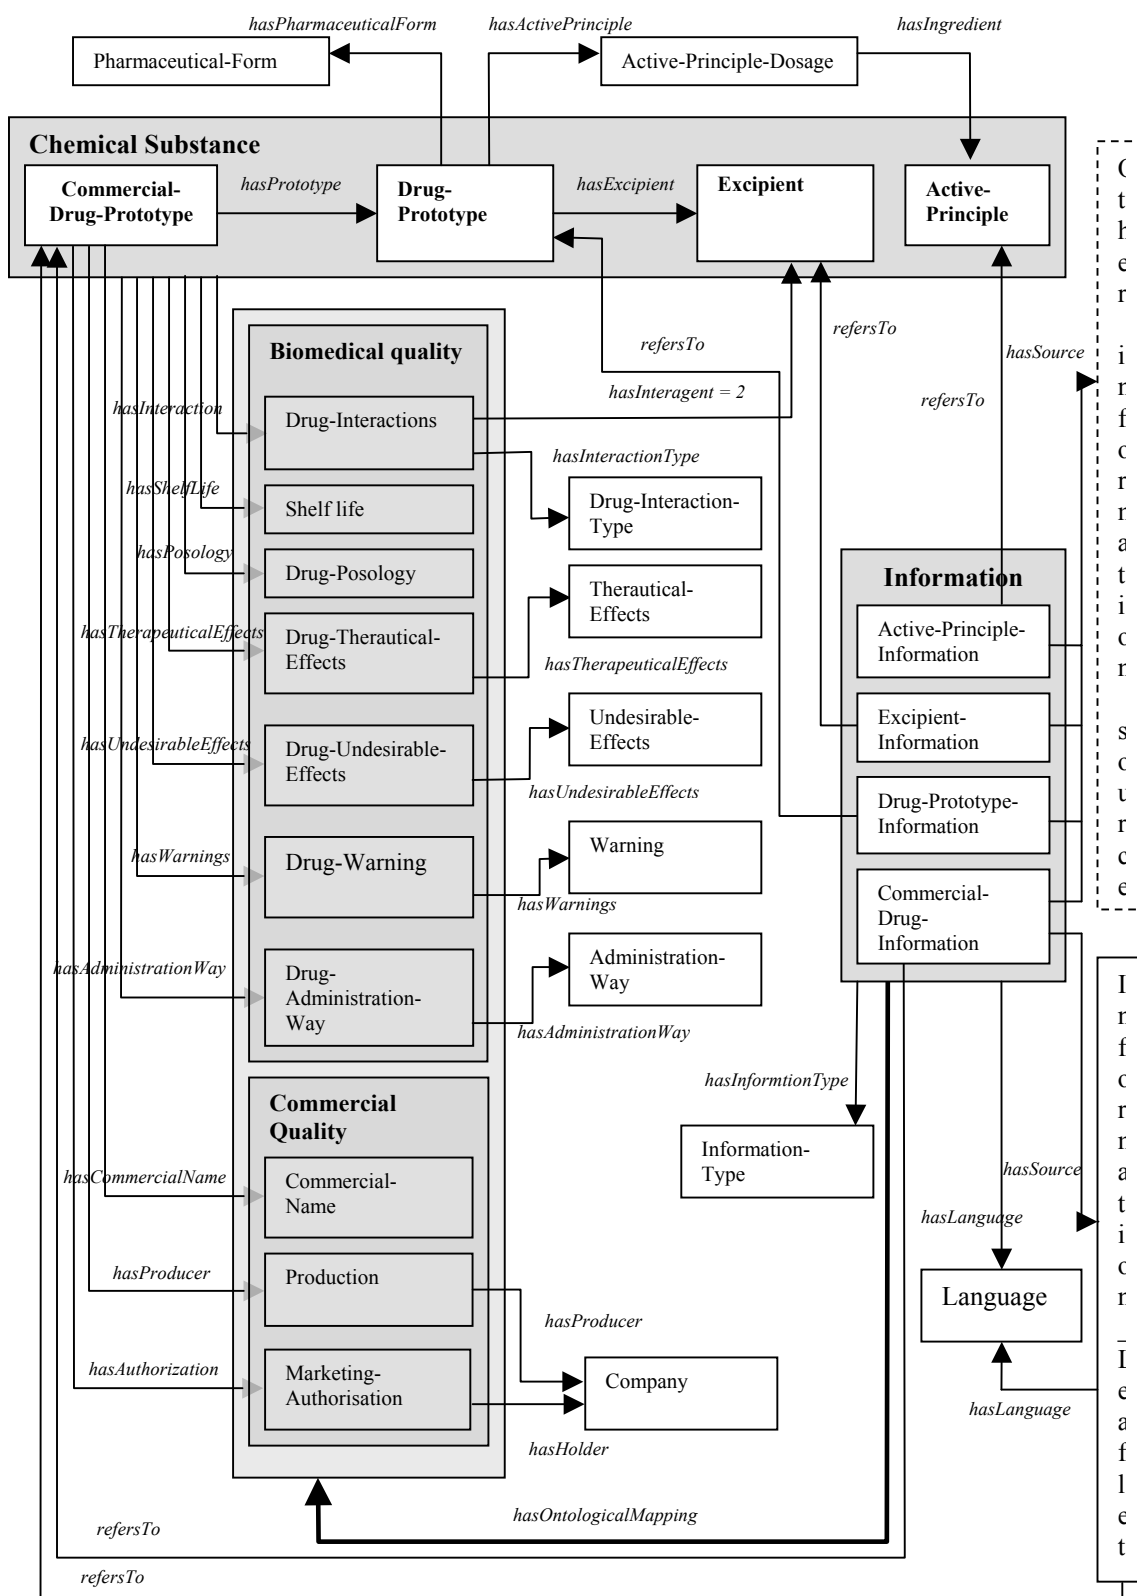 hasPharmaceuticalForm
hasActivePrinciple
hasIngredient
Pharmaceutical-Form
Active-Principle-Dosage
Chemical Substance
Commercial-
Drug-Prototype
hasPrototype
Drug-
Prototype
hasExcipient
Excipient
Active-
Principle
refersTo
refersTo
hasSource
refersTo
Biomedical quality
hasInteragent = 2
hasInteraction
Drug-Interactions
hasInteractionType
hasShelfLife
Shelf life
Drug-Interaction-
Type
hasPosology
Drug-Posology
Therautical-
Effects
hasTherapeuticalEffects
Drug-Therautical-
Effects
hasTherapeuticalEffects
hasUndesirableEffects
Drug-Undesirable-
Effects
Undesirable-
Effects
hasUndesirableEffects
hasWarnings
Drug-Warning
Warning
hasWarnings
hasAdministrationWay
Drug-
Administration-
Way
Administration-
Way
hasAdministrationWay
Information
Active-Principle-
Information
Excipient-
Information
Drug-Prototype-
Information
Commercial-
Drug-
Information
hasInformtionType
Information-
Type
hasSource
hasLanguage
Language
hasLanguage
Commercial
Quality
hasCommercialName
Commercial-
Name
hasProducer
Production
hasProducer
hasAuthorization
Marketing-
Authorisation
Company
hasHolder
hasOntologicalMapping
refersTo
refersTo
t
h
e
r
i
n
f
o
r
m
a
t
i
o
n
s
o
u
r
c
e
n
f
o
r
m
a
t
i
o
n
e
a
f
l
e
t